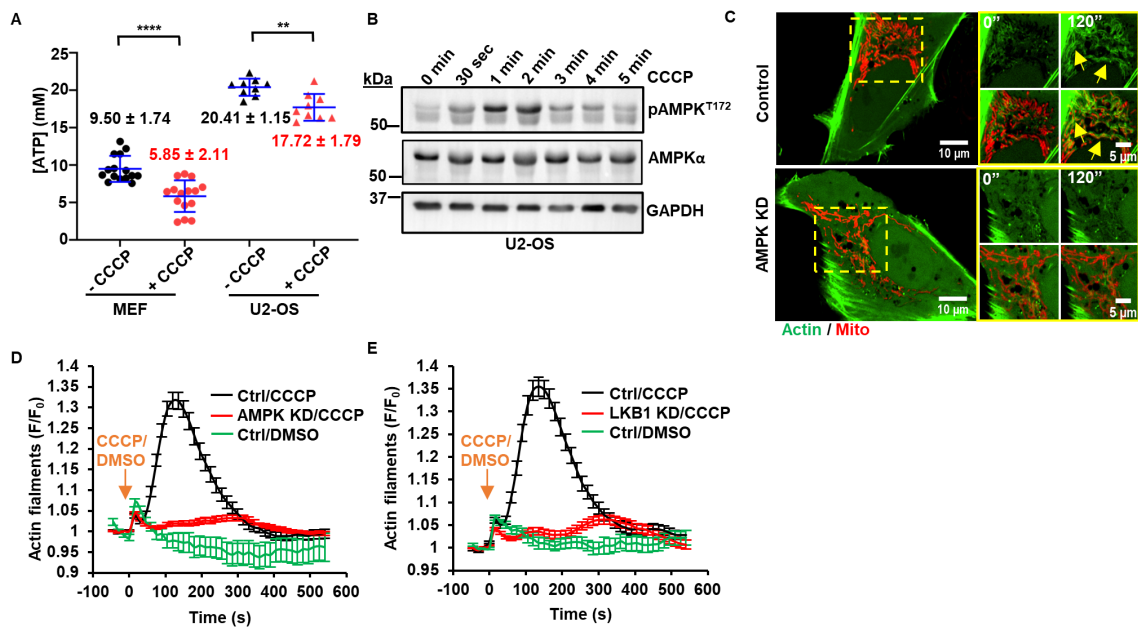 A
****
**
[ATP] (mM)
25
20
15
10
5
0
9.50 ± 1.74
5.85 ± 2.11
20.41 ± 1.15
17.72 ± 1.79
- CCCP
+ CCCP
- CCCP
+ CCCP
MEF
U2-OS
B
kDa
0 min
30 sec
1 min
2 min
3 min
4 min
5 min
CCCP
50
pAMPKT172
50
AMPKα
37
GAPDH
U2-OS
C
Control
0”
120”
10 µm
5 µm
AMPK KD
0”
120”
10 µm
5 µm
Actin / Mito
D
Actin fialments (F/F0)
1.4
1.35
1.3
1.25
1.2
1.15
1.1
1.05
1
0.95
0.9
Ctrl/CCCP
AMPK KD/CCCP
Ctrl/DMSO
CCCP/
DMSO
-100 0 100 200 300 400 500 600
Time (s)
E
Actin filaments (F/F0)
1.4
1.35
1.3
1.25
1.2
1.15
1.1
1.05
1
0.95
Ctrl/CCCP
LKB1 KD/CCCP
Ctrl/DMSO
CCCP/
DMSO
-100 0 100 200 300 400 500 600
Time (s)